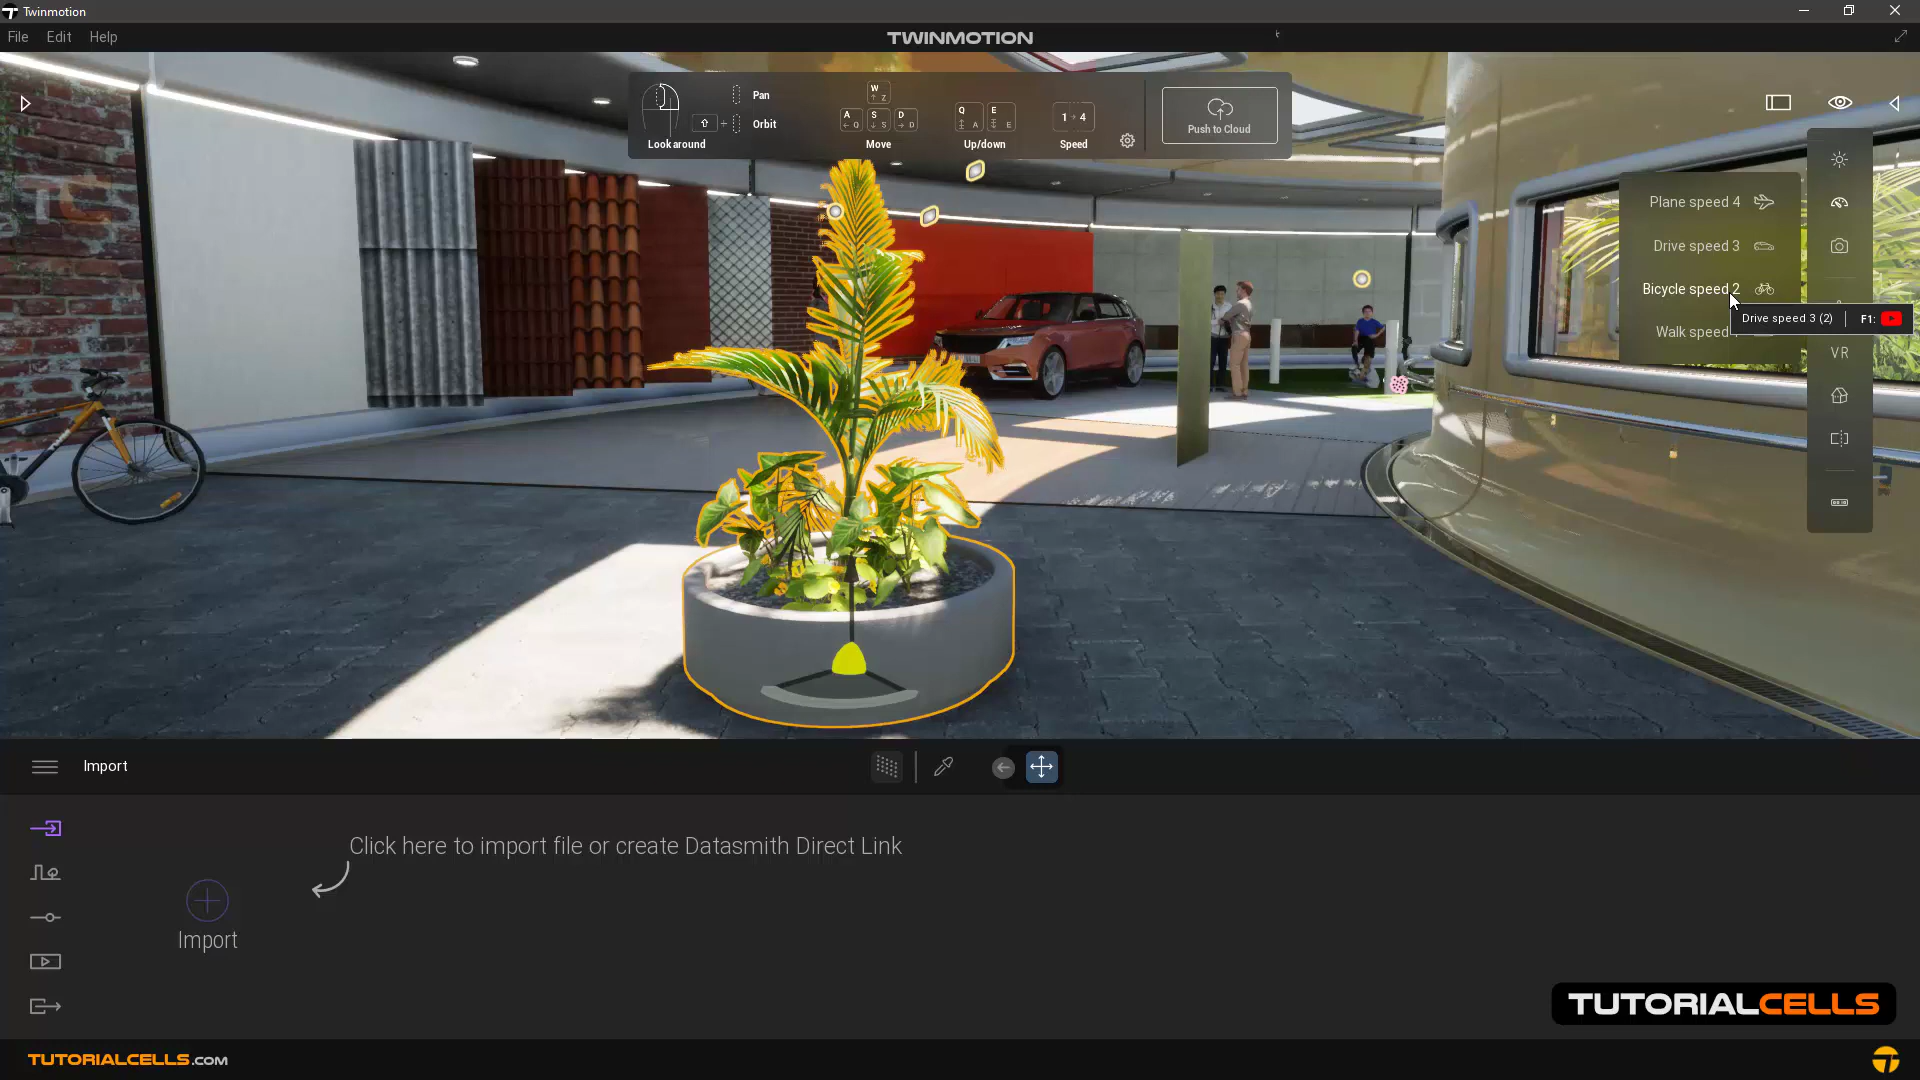 Twinmotion
File Edit Help
TWINMOTION
Pan
Orbit
Look around
W
Z
A
Q
S
S
D
D
Move
Q
A
E
E
Up/down
1 4
Speed
Push to Cloud
Plane speed 4
Drive speed 3
Bicycle speed 2
Drive speed 3 (2) F1:
Walk speed
VR
Import
Click here to import file or create Datasmith Direct Link
Import
TUTORIALCELLS
TUTORIALCELLS.COM